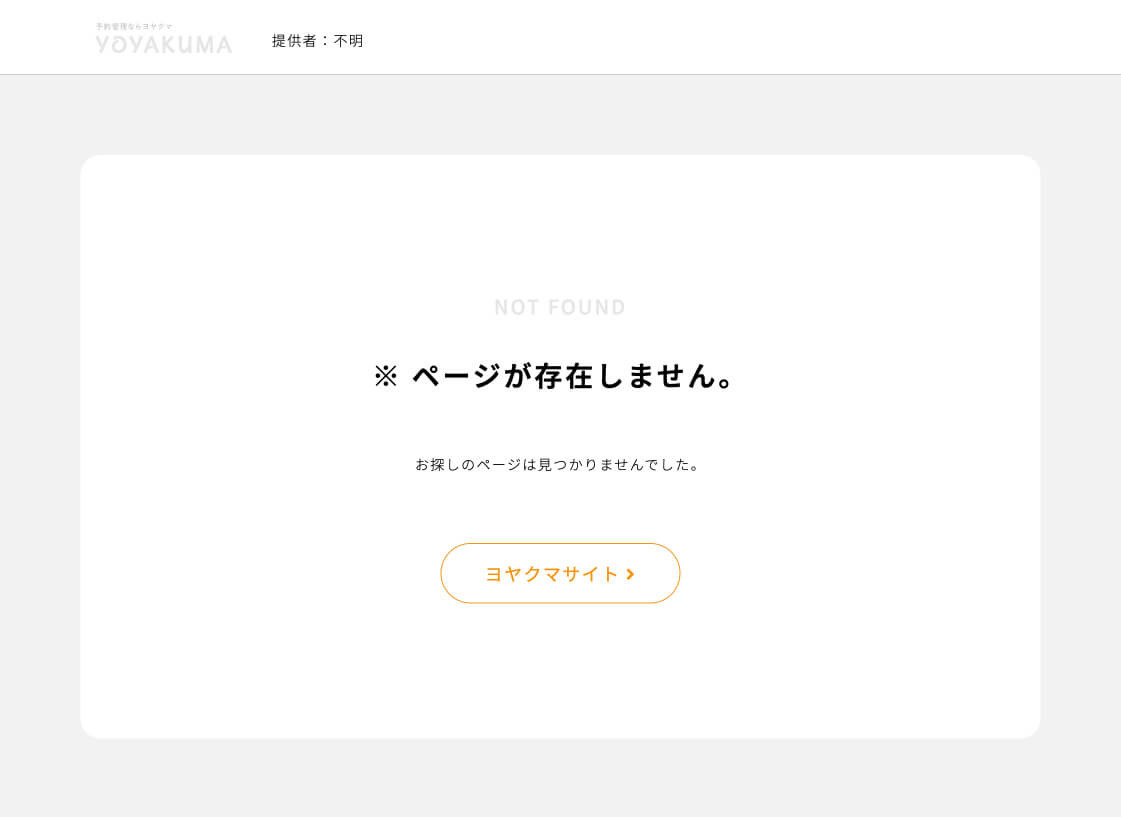 予約管理ならヨヤクマ
YOYAKUMA
提供者：不明
NOT FOUND
※ ページが存在しません。
お探しのページは見つかりませんでした。
ヨヤクマサイト